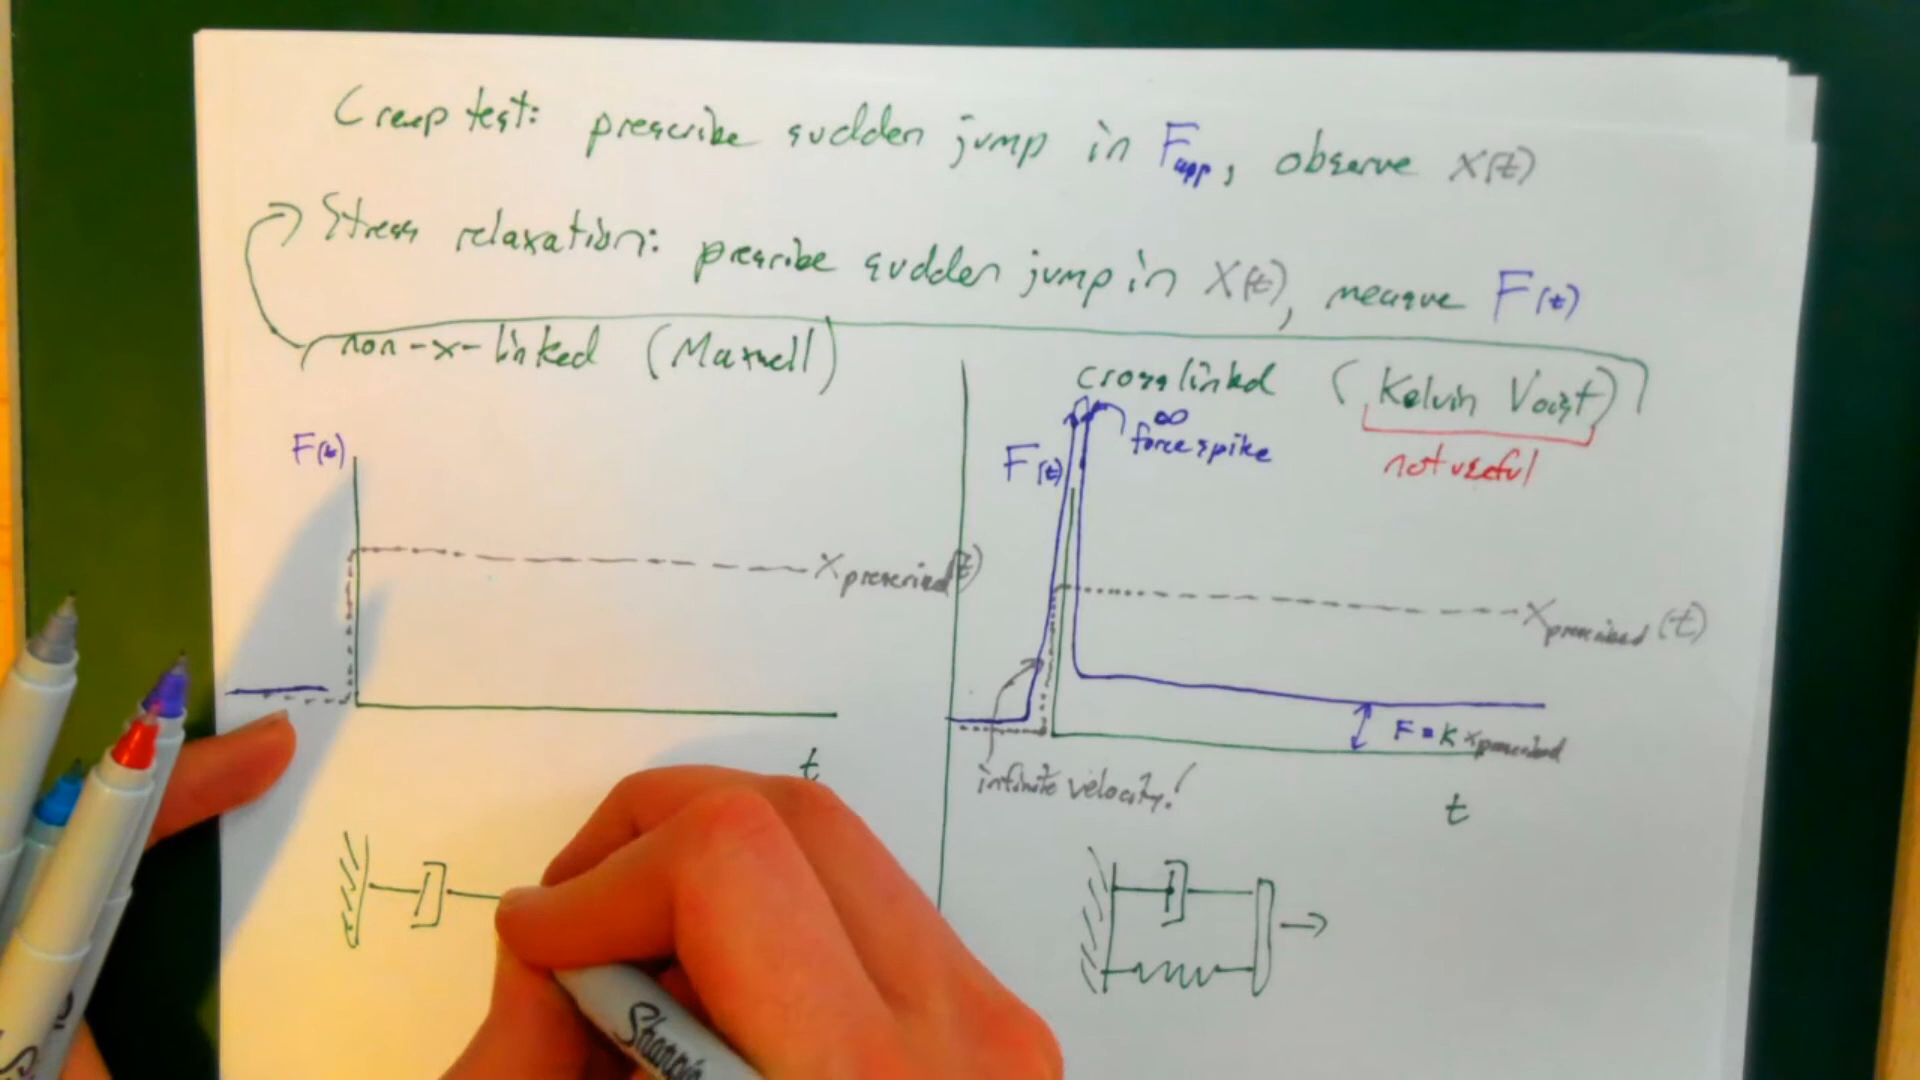 Creep test: prescribe sudden jump in Fapp, observe X(t)
Stress relaxation: prescribe sudden jump in X(t), measure F(t)
non-x-linked (Maxwell)
F(t)
Xprescribed(t)
t
crosslinked (Kelvin Voigt)
not useful
∞
force spike
F(t)
Xprescribed (t)
F = k xprescribed
infinite velocity!
t
Sharpie